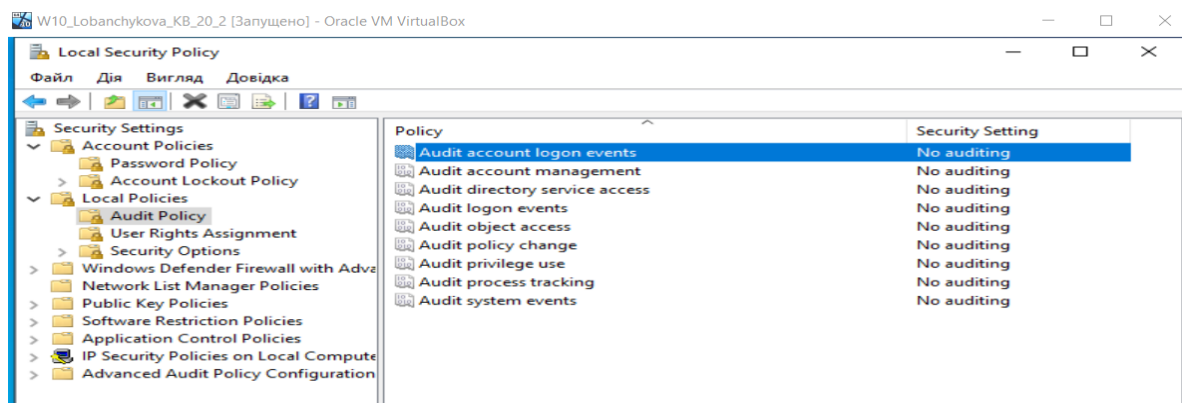 W10_Lobanchykova_KB_20_2 [Запущено] - Oracle VM VirtualBox
Local Security Policy
Файл Дія Вигляд Довідка
Security Settings
Account Policies
Password Policy
Account Lockout Policy
Local Policies
Audit Policy
User Rights Assignment
Security Options
Windows Defender Firewall with Adva
Network List Manager Policies
Public Key Policies
Software Restriction Policies
Application Control Policies
IP Security Policies on Local Compute
Advanced Audit Policy Configuration
Policy Security Setting
Audit account logon events No auditing
Audit account management No auditing
Audit directory service access No auditing
Audit logon events No auditing
Audit object access No auditing
Audit policy change No auditing
Audit privilege use No auditing
Audit process tracking No auditing
Audit system events No auditing